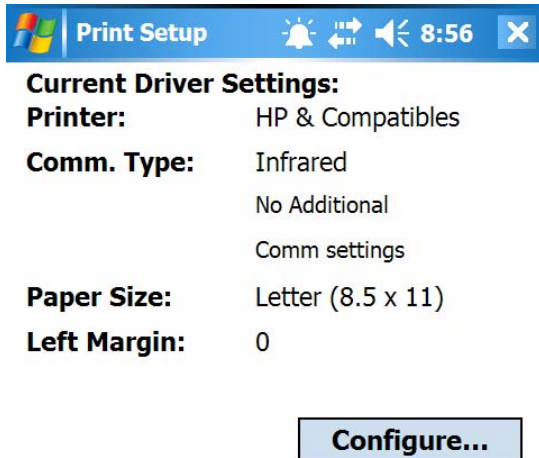 Print Setup 8:56
Current Driver Settings:
Printer: HP & Compatibles
Comm. Type: Infrared
No Additional
Comm settings
Paper Size: Letter (8.5 x 11)
Left Margin: 0
Configure...